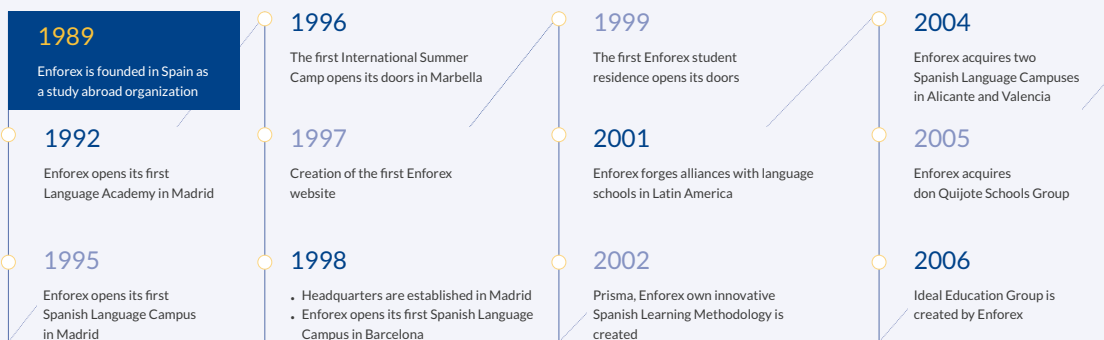 1989
Enforex is founded in Spain as
a study abroad organization
1992
Enforex opens its first
Language Academy in Madrid
1995
Enforex opens its first
Spanish Language Campus
in Madrid
1996
The first International Summer
Camp opens its doors in Marbella
1997
Creation of the first Enforex
website
1998
• Headquarters are established in Madrid
• Enforex opens its first Spanish Language
Campus in Barcelona
1999
The first Enforex student
residence opens its doors
2001
Enforex forges alliances with language
schools in Latin America
2002
Prisma, Enforex own innovative
Spanish Learning Methodology is
created
2004
Enforex acquires two
Spanish Language Campuses
in Alicante and Valencia
2005
Enforex acquires
don Quijote Schools Group
2006
Ideal Education Group is
created by Enforex